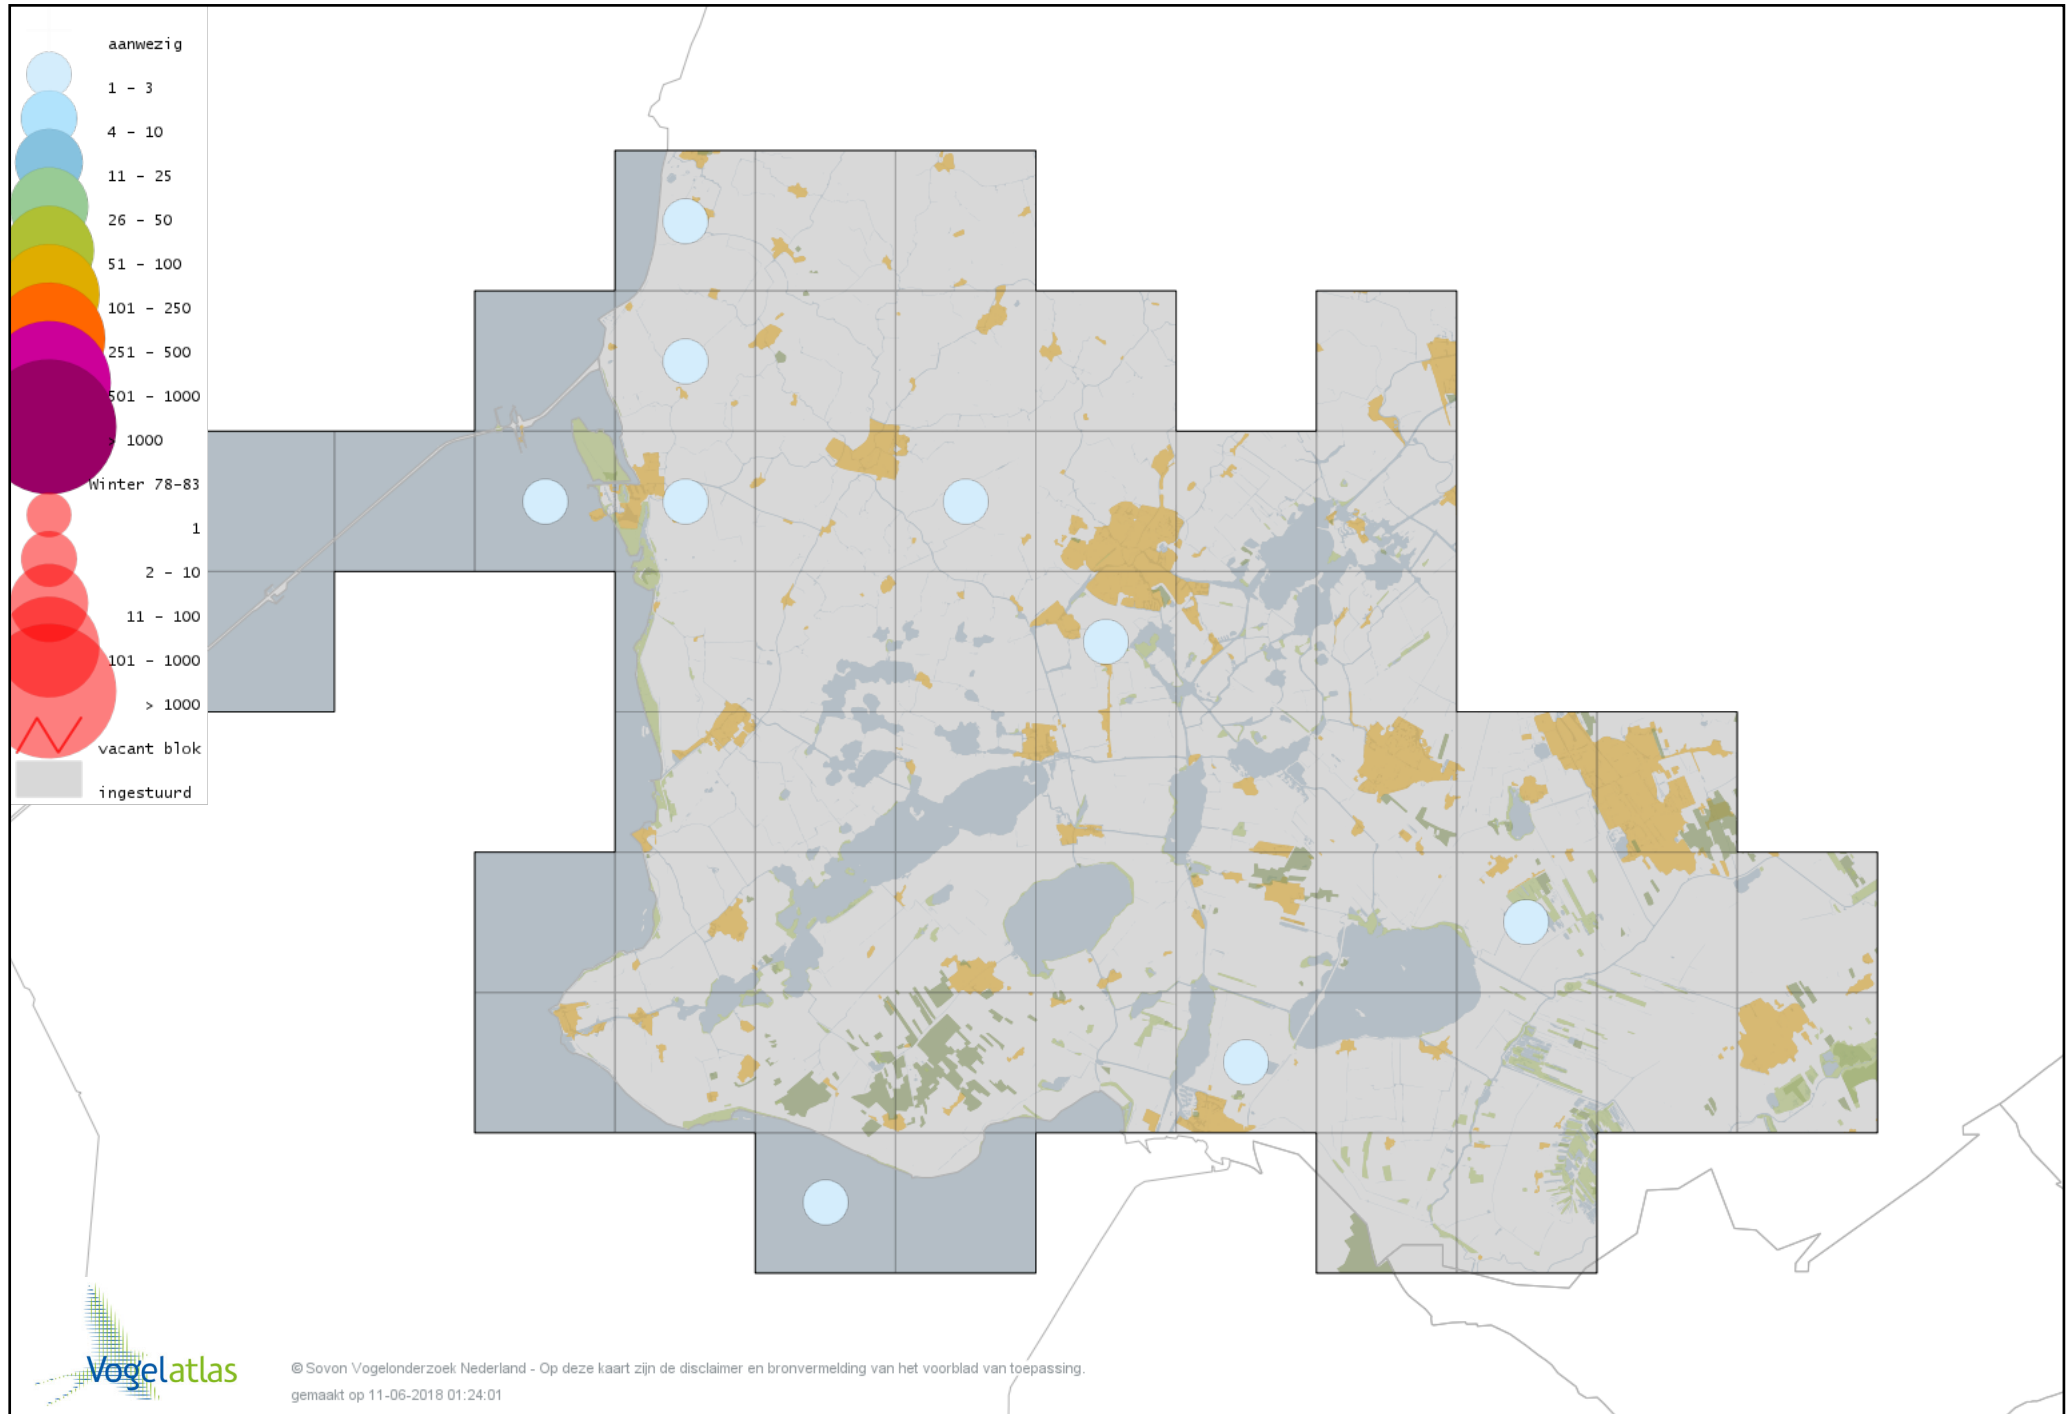 aanwezig
1 - 3
4 - 10
11 - 25
26 - 50
51 - 100
101 - 250
251 - 500
501 - 1000
> 1000
Winter 78-83
1
2 - 10
11 - 100
101 - 1000
> 1000
vacant blok
ingestuurd
Vogelatlas
© Sovon Vogelonderzoek Nederland - Op deze kaart zijn de disclaimer en bronvermelding van het voorblad van toepassing.
gemaakt op 11-06-2018 01:24:01